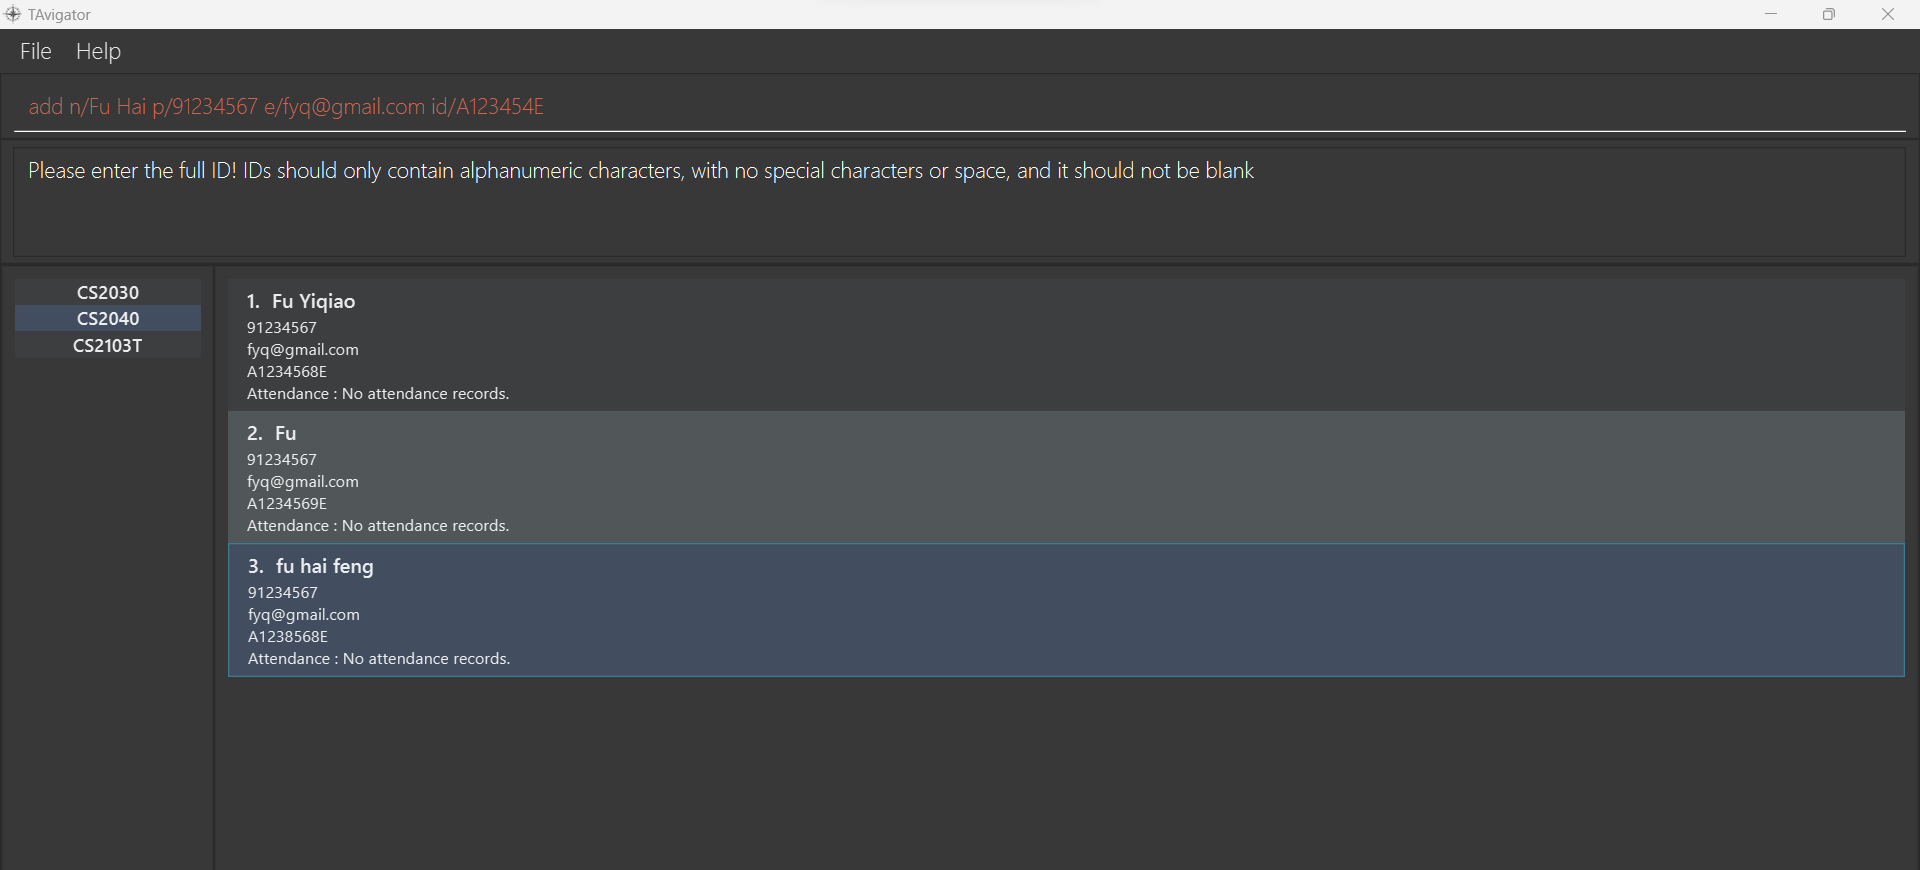 TAvigator
File Help
add n/Fu Hai p/91234567 e/fyq@gmail.com id/A123454E
Please enter the full ID! IDs should only contain alphanumeric characters, with no special characters or space, and it should not be blank
CS2030
CS2040
CS2103T
1. Fu Yiqiao
91234567
fyq@gmail.com
A1234568E
Attendance : No attendance records.
2. Fu
91234567
fyq@gmail.com
A1234569E
Attendance : No attendance records.
3. fu hai feng
91234567
fyq@gmail.com
A1238568E
Attendance : No attendance records.